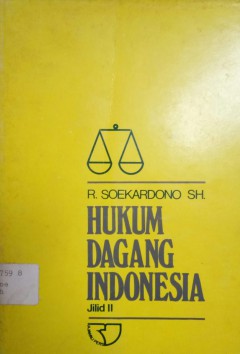 R. SOEKARDONO SH.
HUKUM
DAGANG
INDONESIA
Jilid II